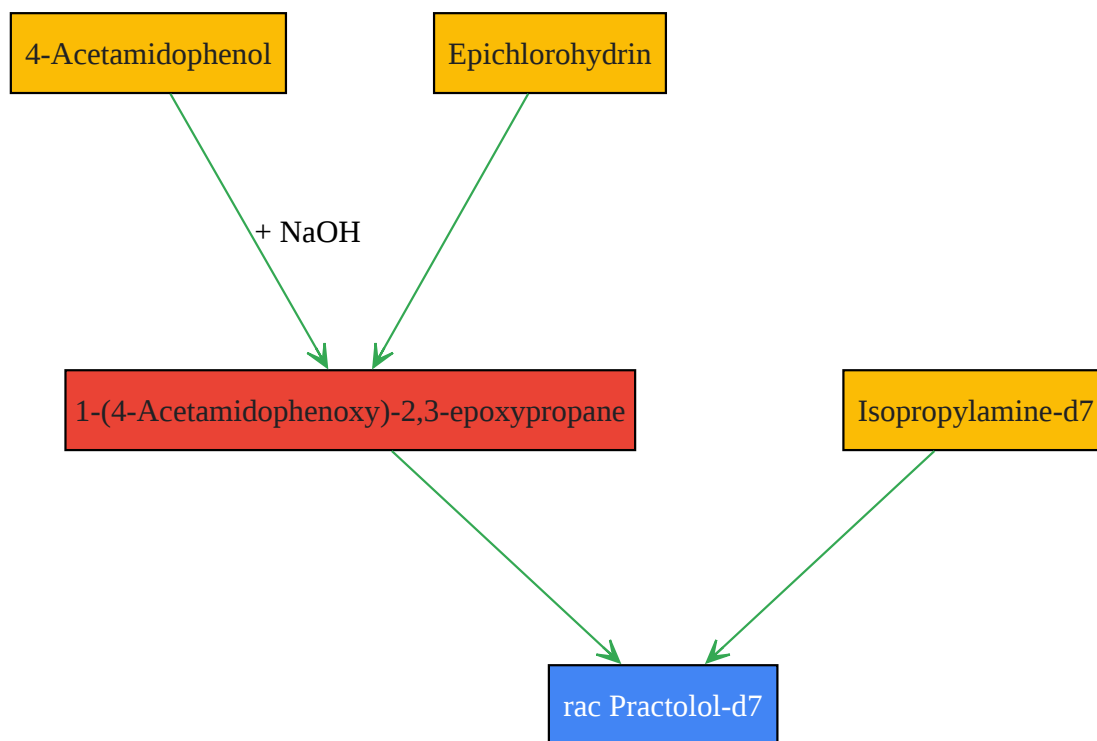 4-Acetamidophenol
Epichlorohydrin
+ NaOH
1-(4-Acetamidophenoxy)-2,3-epoxypropane
Isopropylamine-d7
rac Practolol-d7